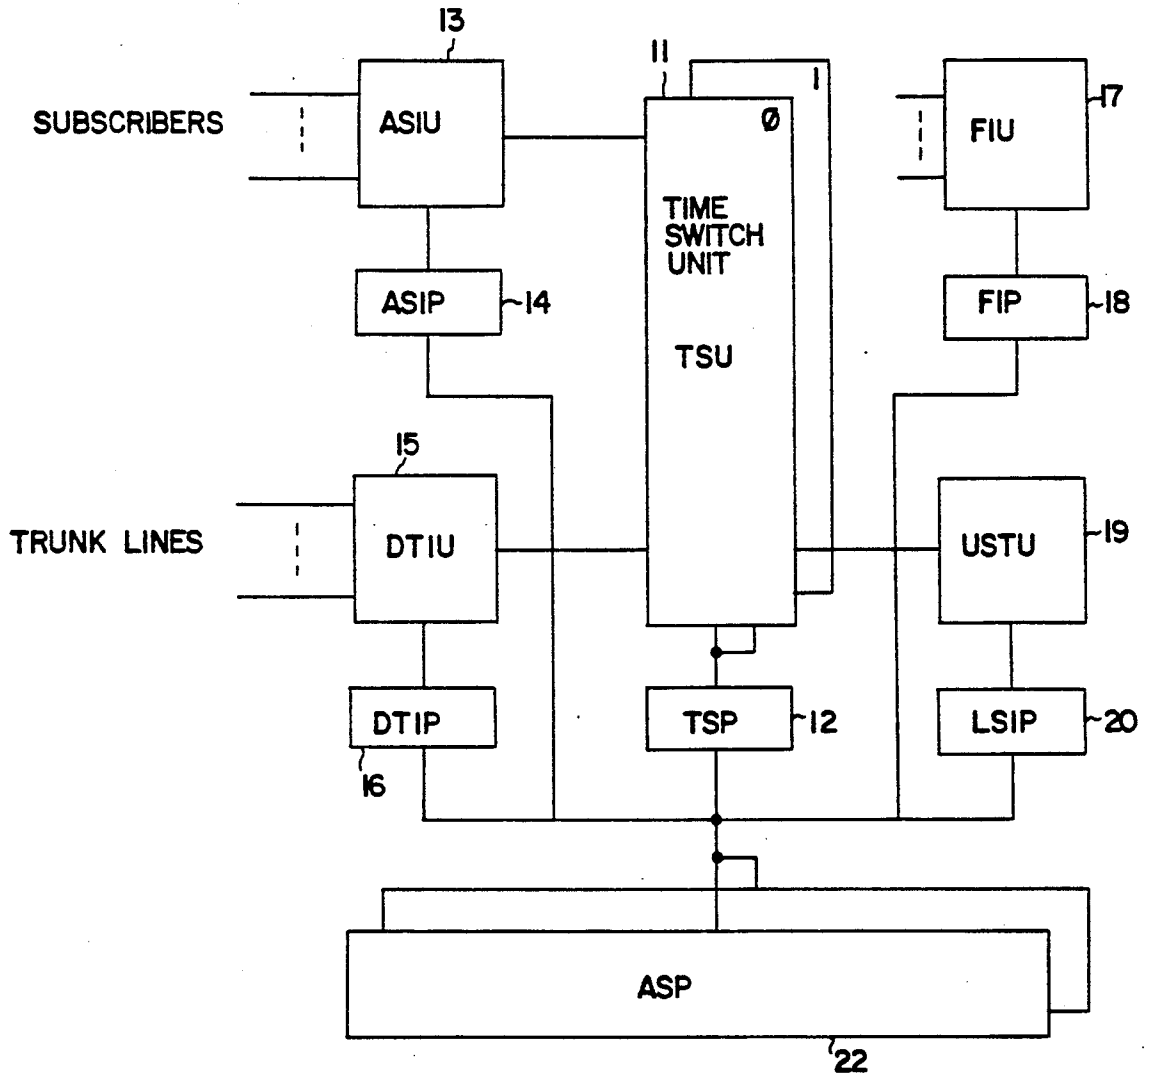 13
11
1
17
SUBSCRIBERS
ASIU
Ø
FIU
TIME
SWITCH
UNIT
ASIP
14
FIP
18
TSU
15
TRUNK LINES
DTIU
USTU
19
DTIP
16
TSP
12
LSIP
20
ASP
22